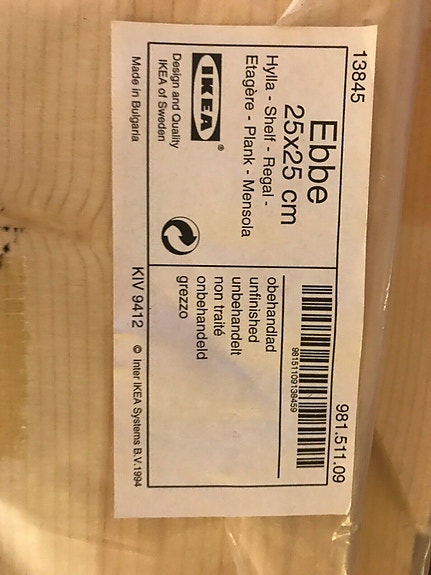 13845
981.511.09
Ebbe
25x25 cm
Hylla - Shelf - Regal -
Etagère - Plank - Mensola
98151109138459
obehandlad
unfinished
unbehandelt
non traité
onbehandeld
grezzo
IKEA®
Design and Quality
IKEA of Sweden
Made in Bulgaria
KIV 9412
© Inter IKEA Systems B.V.1994